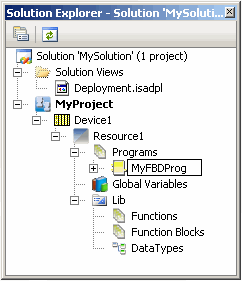 Solution Explorer - Solution 'MySoluti...
Solution 'MySolution' (1 project)
Solution Views
Deployment.isadpl
MyProject
Device1
Resource1
Programs
MyFBDProg
Global Variables
Lib
Functions
Function Blocks
DataTypes